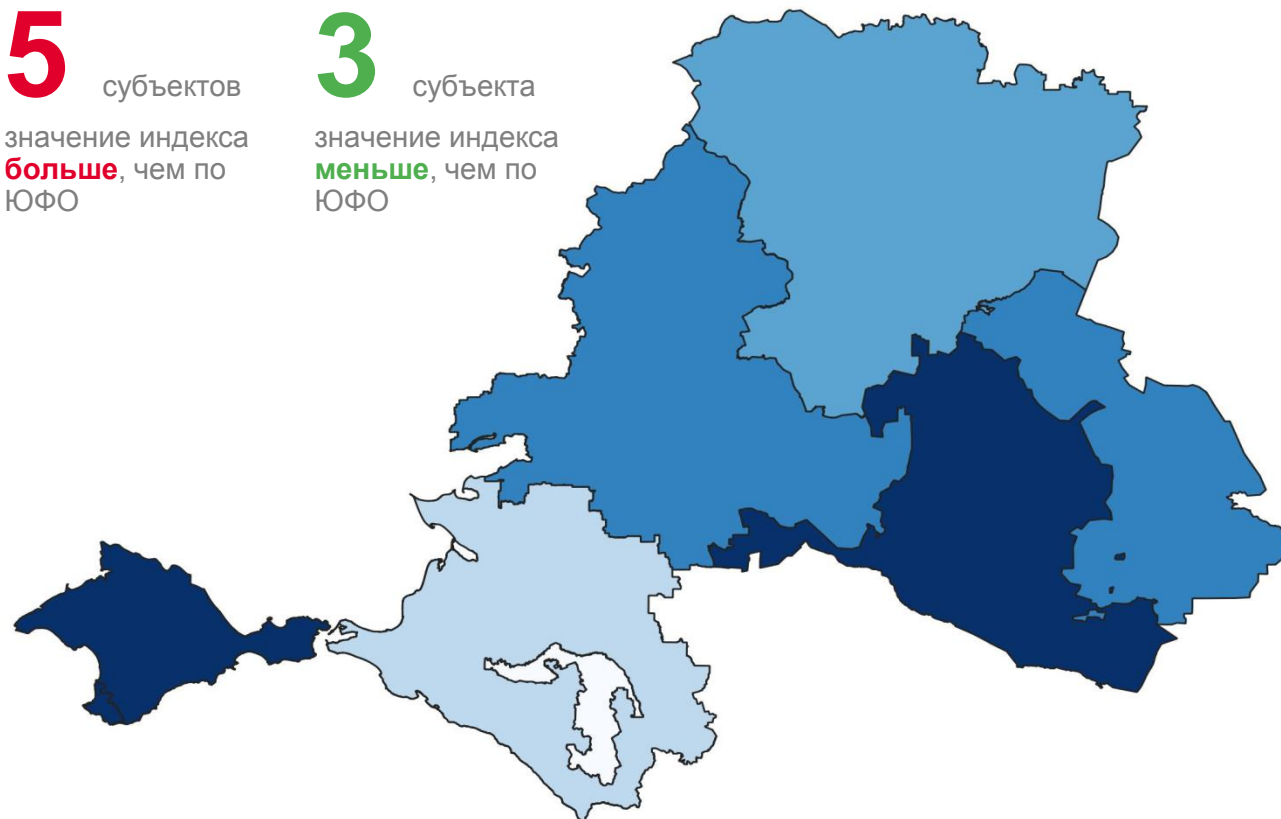 5 субъектов
значение индекса
больше, чем по
ЮФО
3 субъекта
значение индекса
меньше, чем по
ЮФО